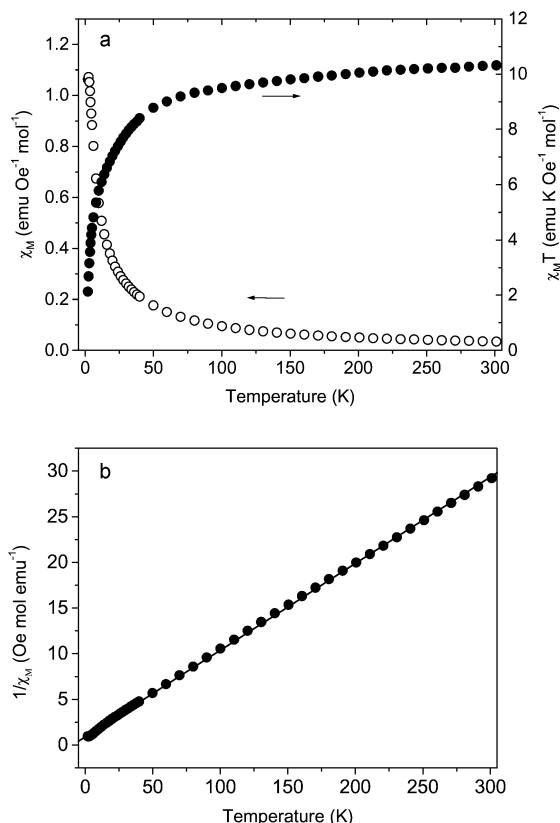 a
χM (emu Oe⁻¹ mol⁻¹)
1.2
1.0
0.8
0.6
0.4
0.2
0.0
12
10
8
6
4
2
0
χMT (emu K Oe⁻¹ mol⁻¹)
0 50 100 150 200 250 300
Temperature (K)
b
1/χM (Oe mol emu⁻¹)
30
25
20
15
10
5
0
0 50 100 150 200 250 300
Temperature (K)